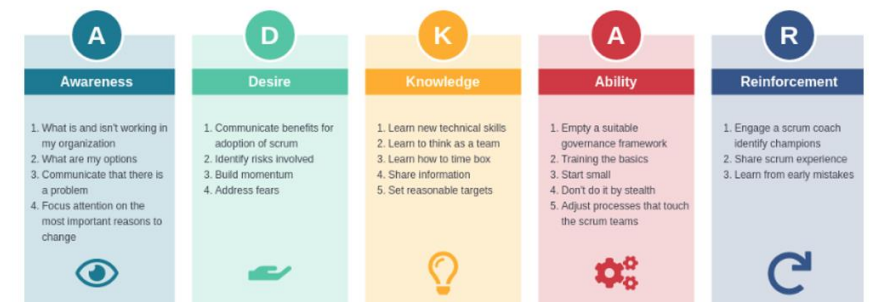 A
Awareness
1. What is and isn't working in
my organization
2. What are my options
3. Communicate that there is
a problem
4. Focus attention on the
most important reasons to
change
D
Desire
1. Communicate benefits for
adoption of scrum
2. Identify risks involved
3. Build momentum
4. Address fears
K
Knowledge
1. Learn new technical skills
2. Learn to think as a team
3. Learn how to time box
4. Share information
5. Set reasonable targets
A
Ability
1. Empty a suitable
governance framework
2. Training the basics
3. Start small
4. Don't do it by stealth
5. Adjust processes that touch
the scrum teams
R
Reinforcement
1. Engage a scrum coach
identify champions
2. Share scrum experience
3. Learn from early mistakes